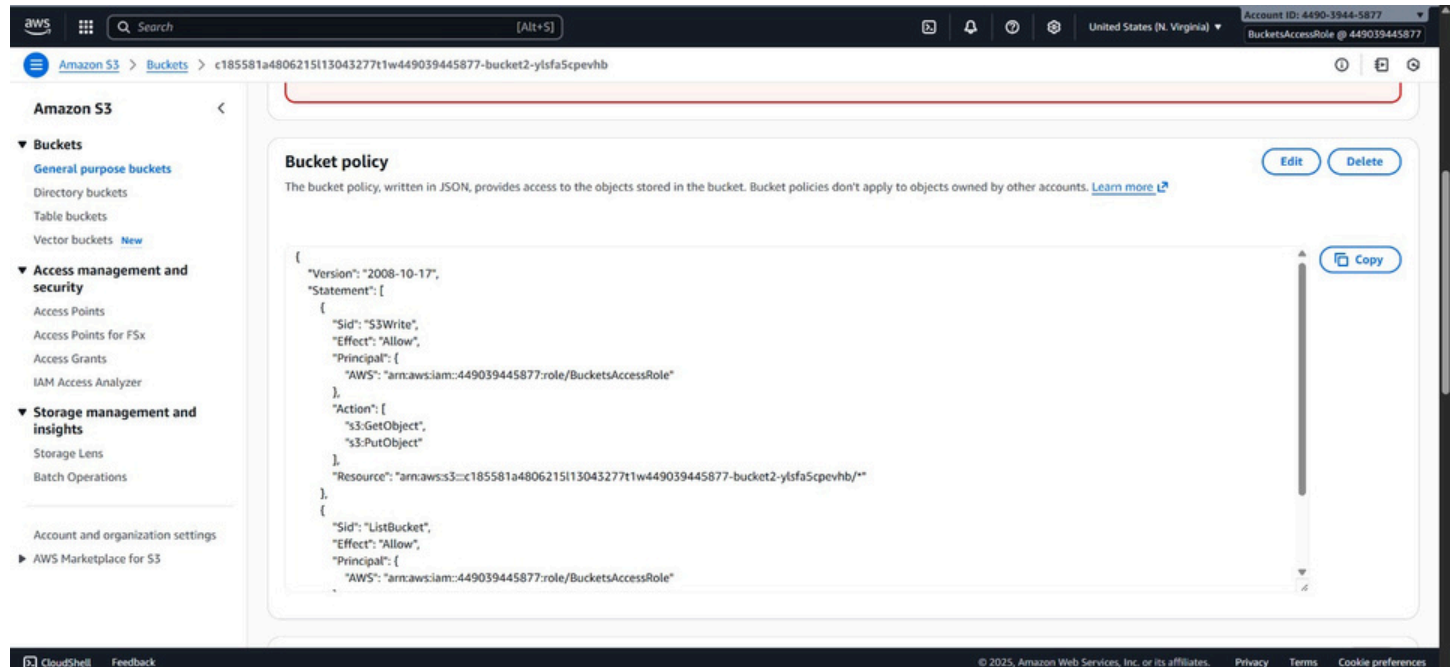 aws
Search
[Alt+S]
United States (N. Virginia)
Account ID: 4490-3944-5877
BucketsAccessRole @ 449039445877
Amazon S3 > Buckets > c185581a4806215l13043277t1w449039445877-bucket2-ylsfa5cpevhb
Amazon S3
Buckets
General purpose buckets
Directory buckets
Table buckets
Vector buckets New
Access management and
security
Access Points
Access Points for FSx
Access Grants
IAM Access Analyzer
Storage management and
insights
Storage Lens
Batch Operations
Account and organization settings
AWS Marketplace for S3
Bucket policy
Edit
Delete
The bucket policy, written in JSON, provides access to the objects stored in the bucket. Bucket policies don't apply to objects owned by other accounts. Learn more
Copy
{
"Version": "2008-10-17",
"Statement": [
{
"Sid": "S3Write",
"Effect": "Allow",
"Principal": {
"AWS": "arn:aws:iam::449039445877:role/BucketsAccessRole"
},
"Action": [
"s3:GetObject",
"s3:PutObject"
],
"Resource": "arn:aws:s3:::c185581a4806215l13043277t1w449039445877-bucket2-ylsfa5cpevhb/*"
},
{
"Sid": "ListBucket",
"Effect": "Allow",
"Principal": {
"AWS": "arn:aws:iam::449039445877:role/BucketsAccessRole"
CloudShell
Feedback
© 2025, Amazon Web Services, Inc. or its affiliates.
Privacy
Terms
Cookie preferences